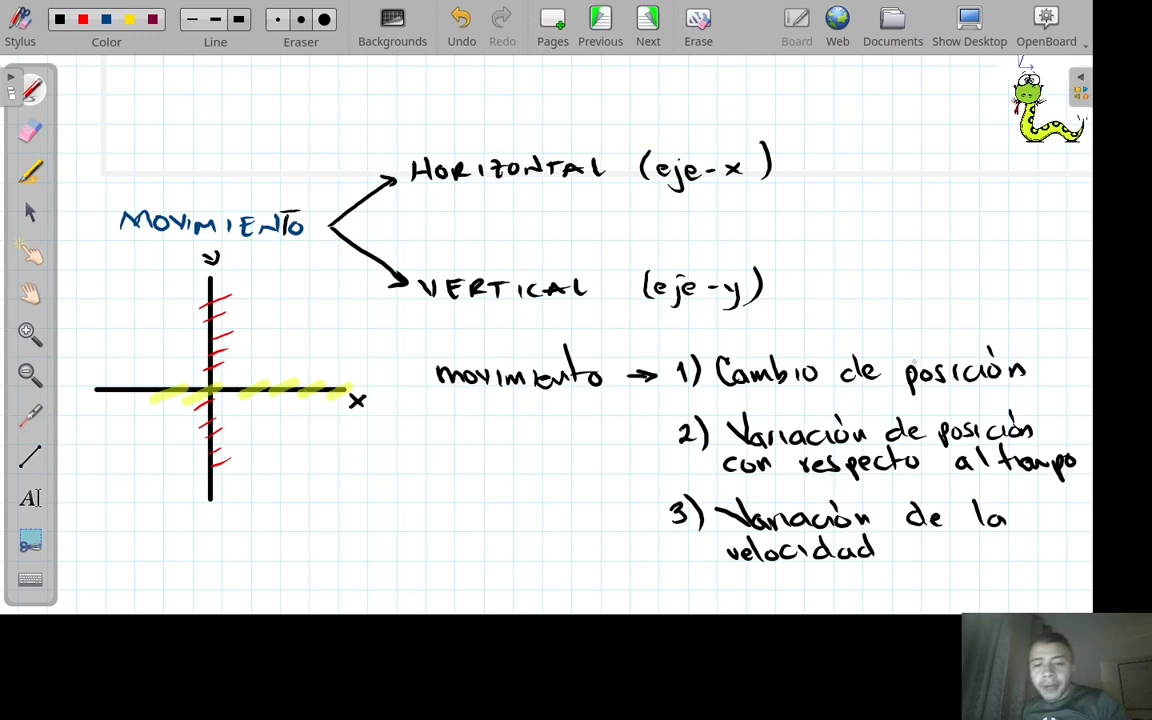 Stylus
Color
Line
Eraser
Backgrounds
Undo
Redo
Pages
Previous
Next
Erase
Board
Web
Documents
Show Desktop
OpenBoard
HORIZONTAL (eje-x)
MOVIMIENTO
VERTICAL (eje-y)
movimiento → 1) Cambio de posición
x
2) Variación de posición
con respecto al tiempo
3) Variación de la
velocidad